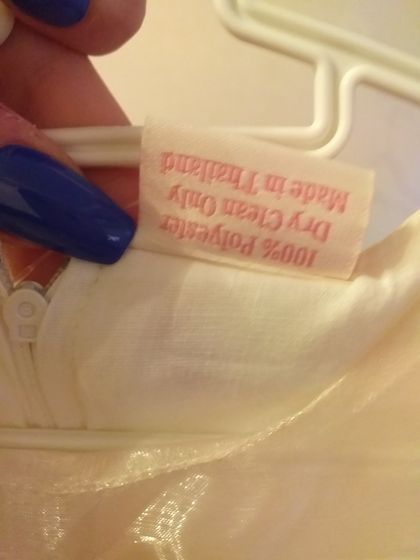 100% Polyester
Dry Clean Only
Made in Thailand